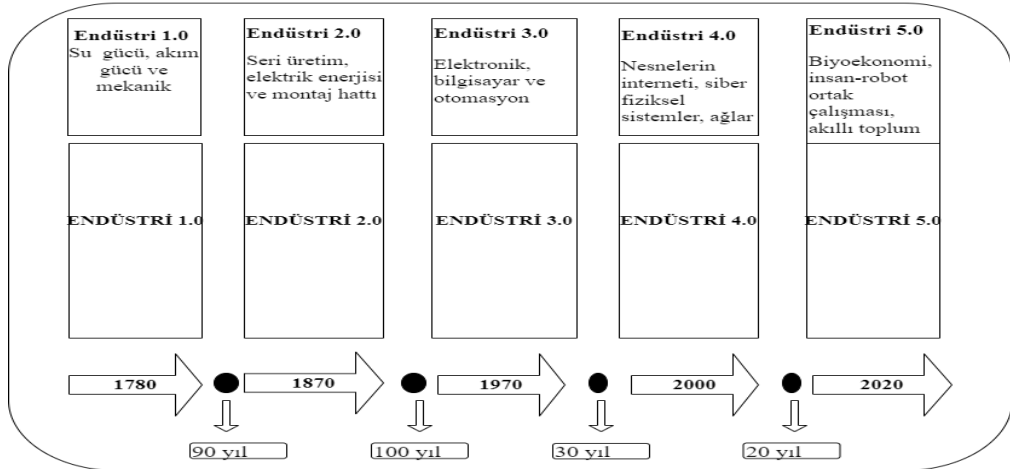 Endüstri 1.0
Su gücü, akım
gücü ve
mekanik
Endüstri 2.0
Seri üretim,
elektrik enerjisi
ve montaj hattı
Endüstri 3.0
Elektronik,
bilgisayar ve
otomasyon
Endüstri 4.0
Nesnelerin
interneti, siber
fiziksel
sistemler, ağlar
Endüstri 5.0
Biyoekonomi,
insan-robot
ortak
çalışması,
akıllı toplum
ENDÜSTRİ 1.0
ENDÜSTRİ 2.0
ENDÜSTRİ 3.0
ENDÜSTRİ 4.0
ENDÜSTRİ 5.0
1780
1870
1970
2000
2020
90 yıl
100 yıl
30 yıl
20 yıl